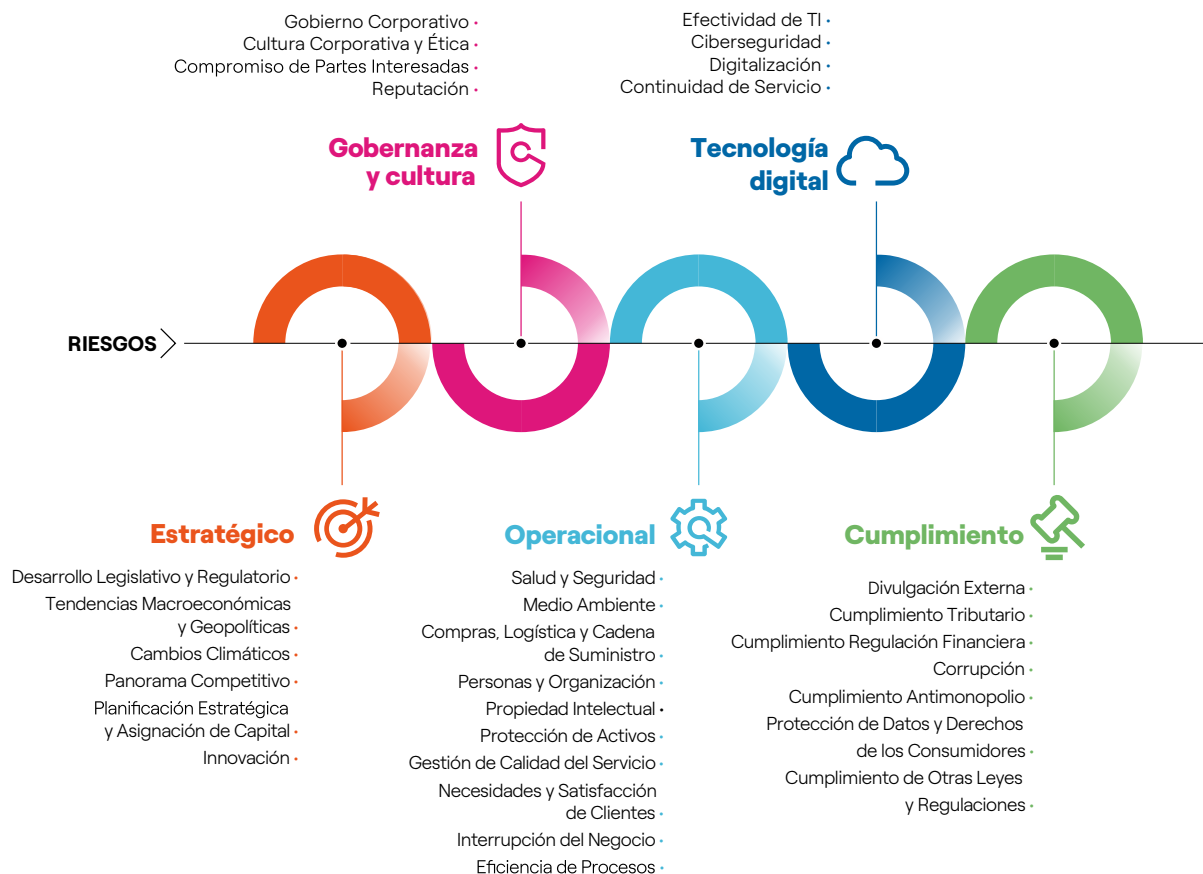 Gobierno Corporativo •
Cultura Corporativa y Ética •
Compromiso de Partes Interesadas •
Reputación •
Gobernanza
y cultura
Efectividad de TI •
Ciberseguridad •
Digitalización •
Continuidad de Servicio •
Tecnología
digital
RIESGOS
Estratégico
Desarrollo Legislativo y Regulatorio •
Tendencias Macroeconómicas
y Geopolíticas •
Cambios Climáticos •
Panorama Competitivo •
Planificación Estratégica
y Asignación de Capital •
Innovación •
Operacional
Salud y Seguridad •
Medio Ambiente •
Compras, Logística y Cadena
de Suministro •
Personas y Organización •
Propiedad Intelectual •
Protección de Activos •
Gestión de Calidad del Servicio •
Necesidades y Satisfacción
de Clientes •
Interrupción del Negocio •
Eficiencia de Procesos •
Cumplimiento
Divulgación Externa •
Cumplimiento Tributario •
Cumplimiento Regulación Financiera •
Corrupción •
Cumplimiento Antimonopolio •
Protección de Datos y Derechos
de los Consumidores •
Cumplimiento de Otras Leyes
y Regulaciones •